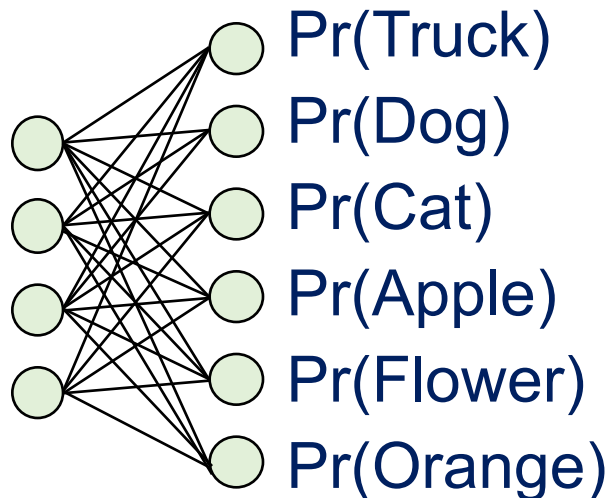 Pr(Truck)
Pr(Dog)
Pr(Cat)
Pr(Apple)
Pr(Flower)
Pr(Orange)